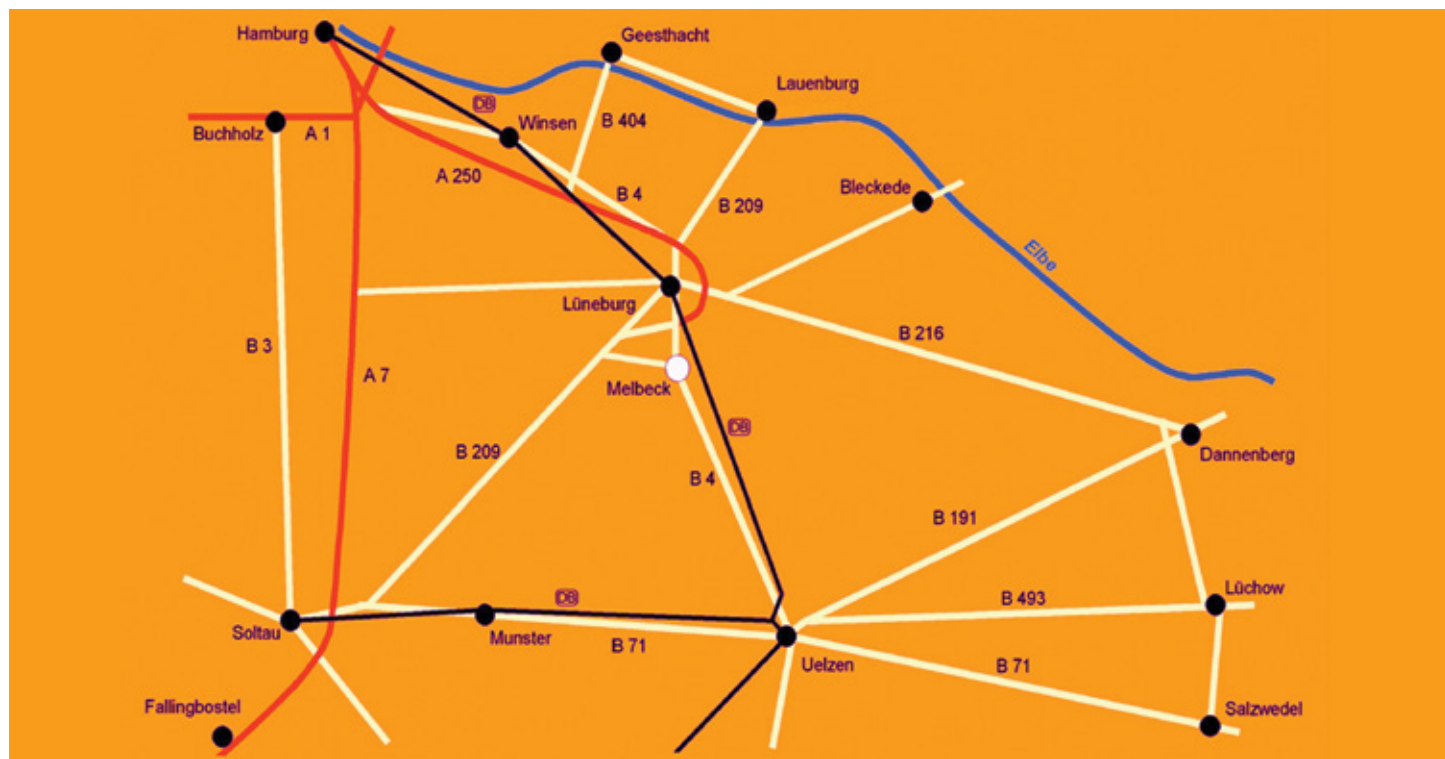 Hamburg
Geesthacht
Lauenburg
DB
Winsen
B 404
Buchholz
A 1
A 250
B 4
B 209
Bleckede
Elbe
Lüneburg
B 216
B 3
A 7
Melbeck
DB
B 209
B 4
Dannenberg
B 191
DB
B 493
Lüchow
Soltau
Munster
B 71
Uelzen
B 71
Fallingbostel
Salzwedel